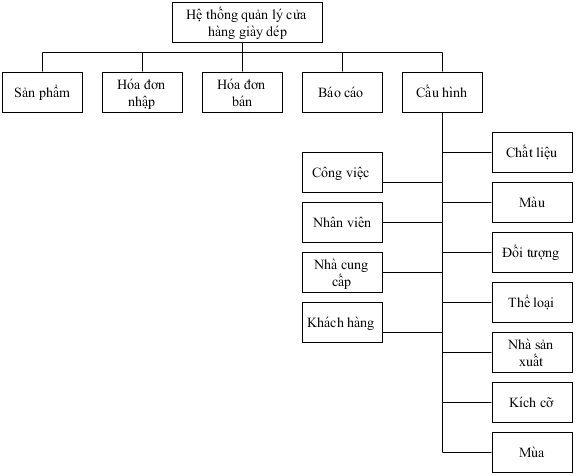 Hệ thống quản lý cửa
hàng giày dép
Sản phẩm
Hóa đơn
nhập
Hóa đơn
bán
Báo cáo
Cấu hình
Công việc
Nhân viên
Nhà cung
cấp
Khách hàng
Chất liệu
Màu
Đối tượng
Thể loại
Nhà sản
xuất
Kích cỡ
Mùa